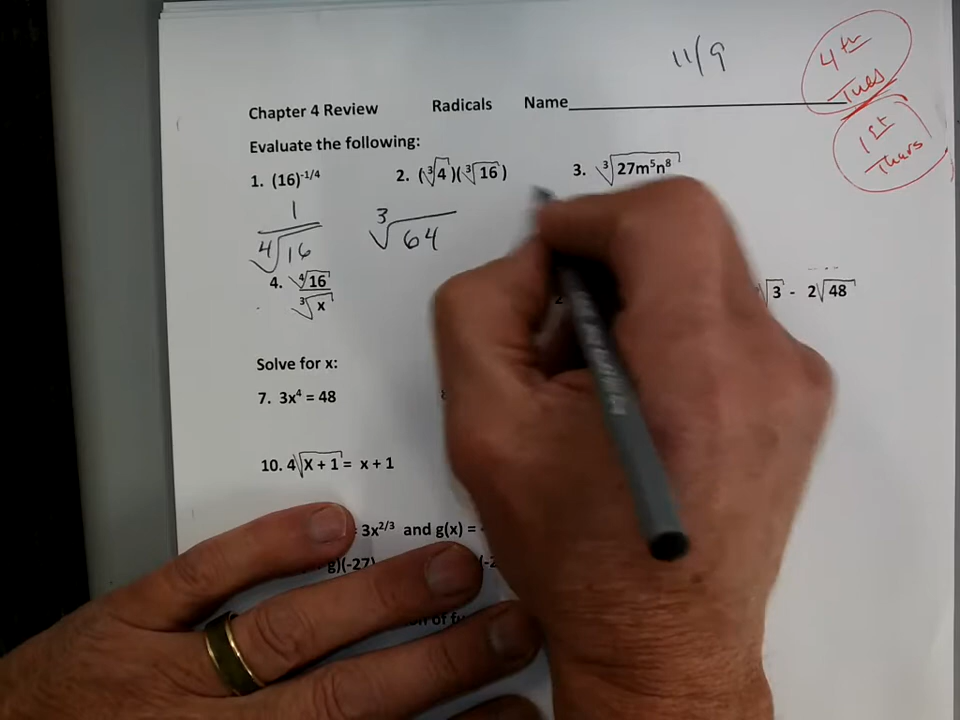 11/9
4th
Tues
1st
Thurs
Chapter 4 Review Radicals Name
Evaluate the following:
1. (16)^-1/4 2. (∛4)(∛16) 3. ∛27m⁵n⁸
1
∜16 ∛64
4. ∜16 √3 - 2√48
∛x
Solve for x:
7. 3x⁴ = 48
10. 4√X + 1 = x + 1
3x^2/3 and g(x) =
g)(-27)